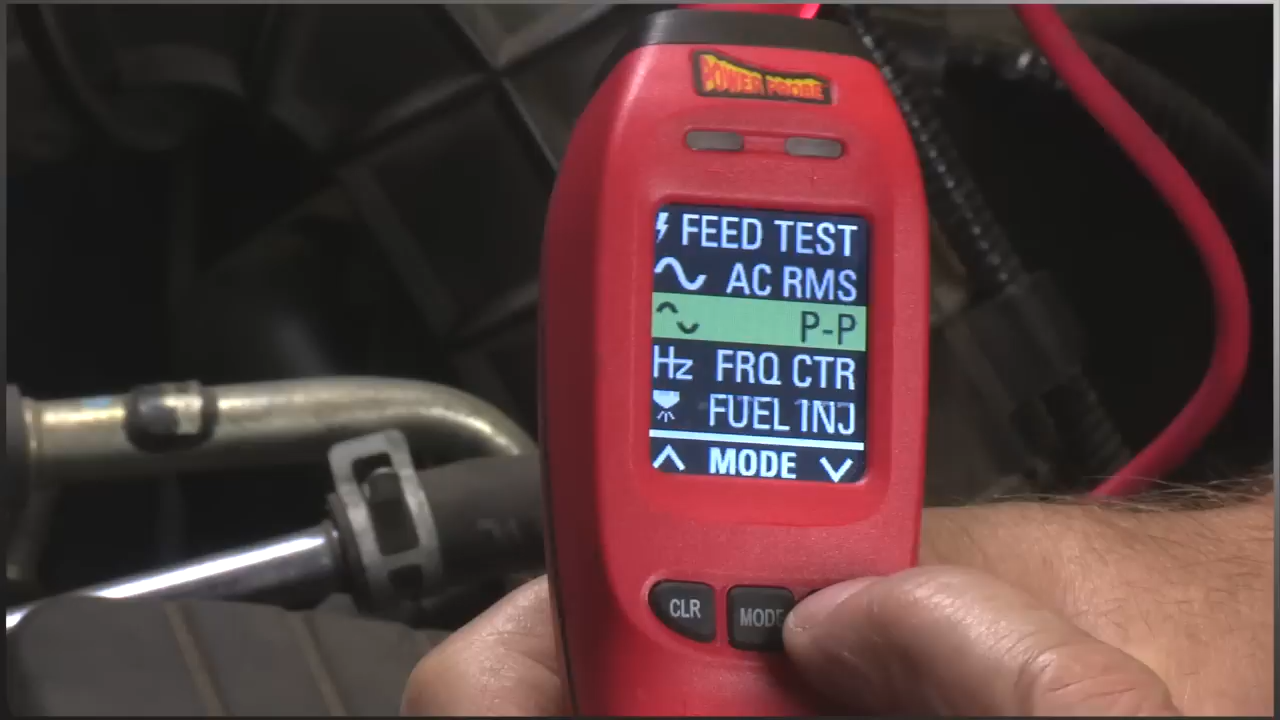 POWER PROBE
FEED TEST
AC RMS
P-P
Hz FRQ CTR
FUEL INJ
MODE
CLR
MODE